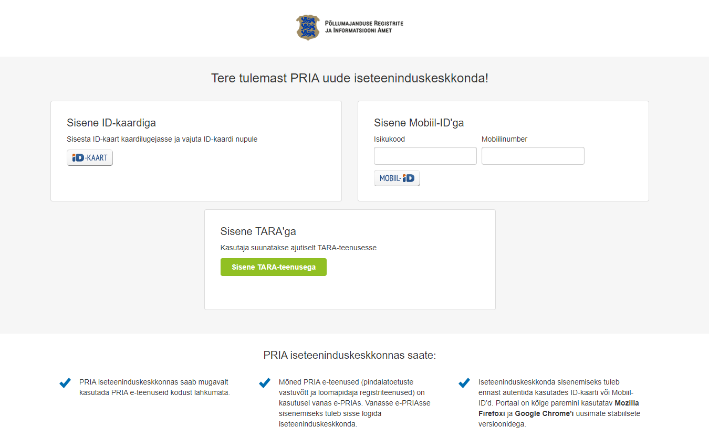 PÕLLUMAJANDUSE REGISTRITE
JA INFORMATSIOONI AMET
Tere tulemast PRIA uude iseteeninduskeskkonda!
Sisene ID-kaardiga
Sisesta ID-kaart kaardilugejasse ja vajuta ID-kaardi nupule
iD-KAART
Sisene Mobiil-ID'ga
Isikukood Mobiilinumber
MOBIIL-iD
Sisene TARA'ga
Kasutaja suunatakse ajutiselt TARA-teenusesse
Sisene TARA-teenusega
PRIA iseteeninduskeskkonnas saate:
PRIA iseteeninduskeskkonnas saab mugavalt
kasutada PRIA e-teenuseid kodust lahkumata.
Mõned PRIA e-teenused (pindalatoetuste
vastuvõtt ja loomapidaja registriteenused) on
kasutusel vanas e-PRIAs. Vanasse e-PRIAsse
sisenemiseks tuleb sisse logida
iseteeninduskeskkonda.
Iseteeninduskeskkonda sisenemiseks tuleb
ennast autentida kasutades ID-kaarti või Mobiil-
ID'd. Portaal on kõige paremini kasutatav Mozilla
Firefoxi ja Google Chrome'i uusimate stabiilsete
versioonidega.